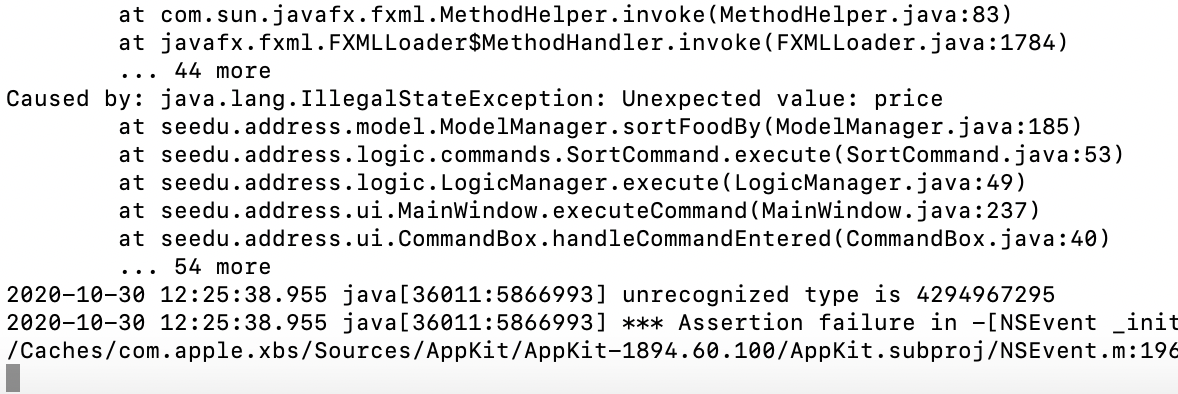 at com.sun.javafx.fxml.MethodHelper.invoke(MethodHelper.java:83)
at javafx.fxml.FXMLLoader$MethodHandler.invoke(FXMLLoader.java:1784)
... 44 more
Caused by: java.lang.IllegalStateException: Unexpected value: price
at seedu.address.model.ModelManager.sortFoodBy(ModelManager.java:185)
at seedu.address.logic.commands.SortCommand.execute(SortCommand.java:53)
at seedu.address.logic.LogicManager.execute(LogicManager.java:49)
at seedu.address.ui.MainWindow.executeCommand(MainWindow.java:237)
at seedu.address.ui.CommandBox.handleCommandEntered(CommandBox.java:40)
... 54 more
2020-10-30 12:25:38.955 java[36011:5866993] unrecognized type is 4294967295
2020-10-30 12:25:38.955 java[36011:5866993] *** Assertion failure in -[NSEvent _init
/Caches/com.apple.xbs/Sources/AppKit/AppKit-1894.60.100/AppKit.subproj/NSEvent.m:196